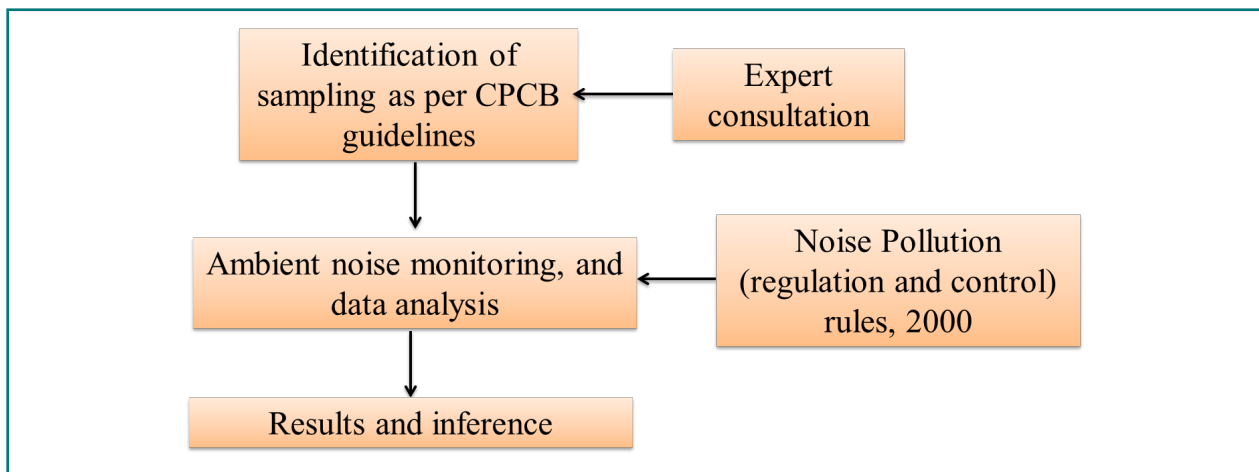 Identification of
sampling as per CPCB
guidelines
Expert
consultation
Ambient noise monitoring, and
data analysis
Noise Pollution
(regulation and control)
rules, 2000
Results and inference